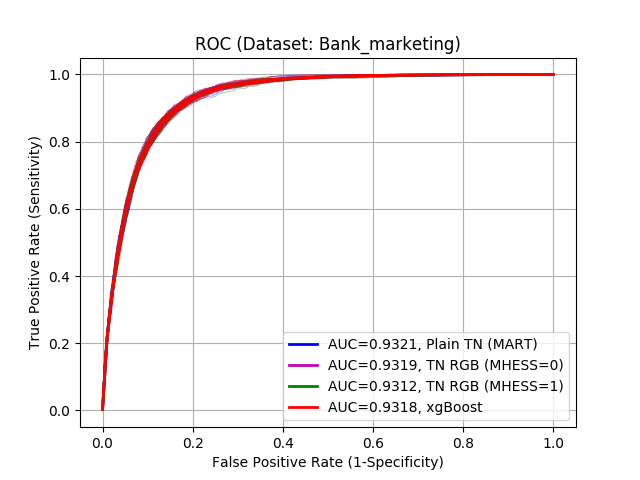 ROC (Dataset: Bank_marketing)
1.0
0.8
0.6
0.4
0.2
0.0
True Positive Rate (Sensitivity)
AUC=0.9321, Plain TN (MART)
AUC=0.9319, TN RGB (MHESS=0)
AUC=0.9312, TN RGB (MHESS=1)
AUC=0.9318, xgBoost
0.0 0.2 0.4 0.6 0.8 1.0
False Positive Rate (1-Specificity)